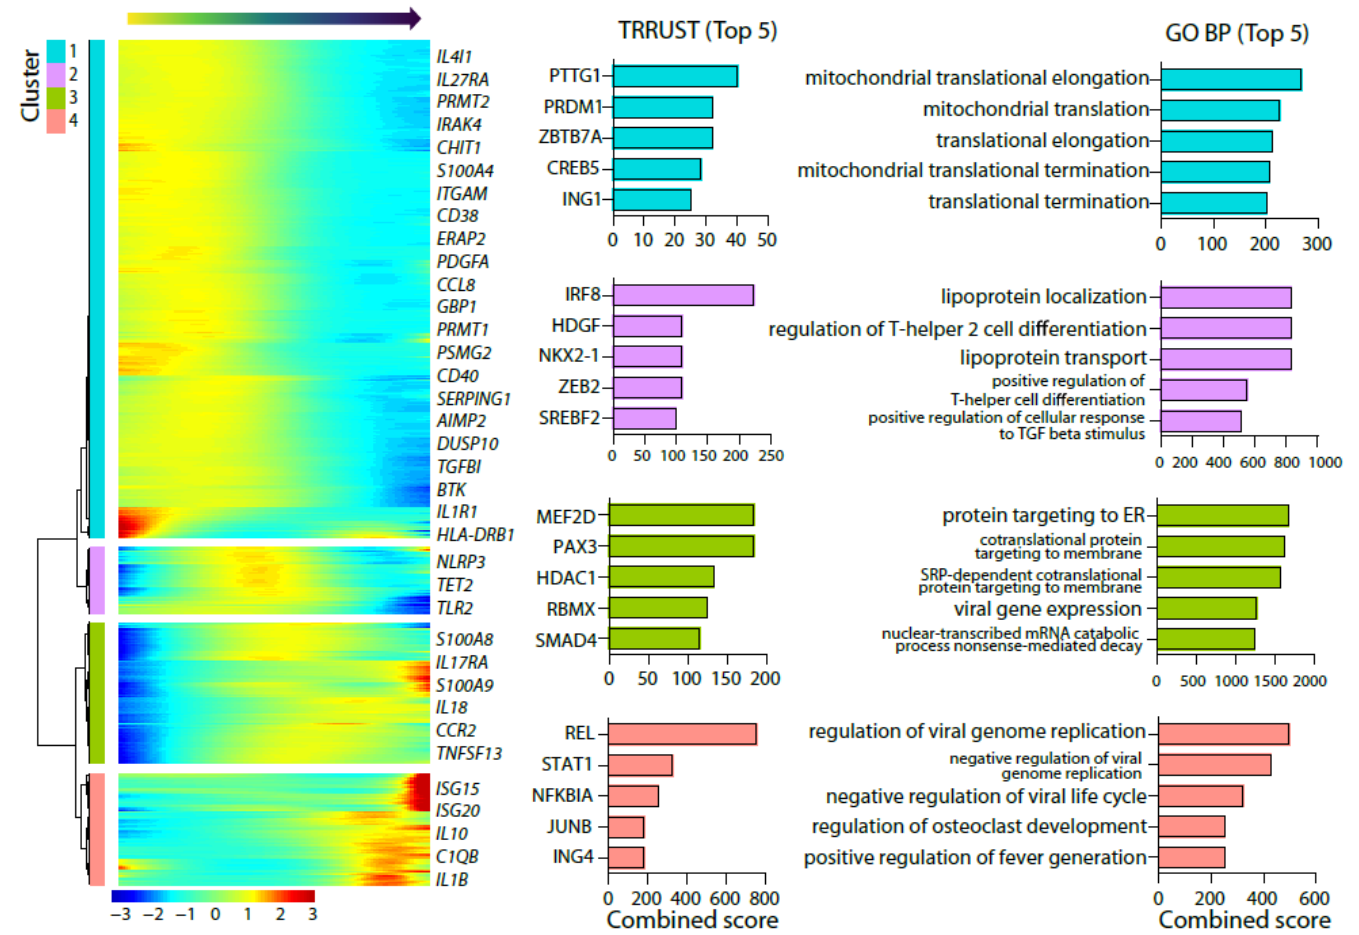 Cluster
1
2
3
4
IL4I1
IL27RA
PRMT2
IRAK4
CHIT1
S100A4
ITGAM
CD38
ERAP2
PDGFA
CCL8
GBP1
PRMT1
PSMG2
CD40
SERPING1
AIMP2
DUSP10
TGFBI
BTK
IL1R1
HLA-DRB1
NLRP3
TET2
TLR2
S100A8
IL17RA
S100A9
IL18
CCR2
TNFSF13
ISG15
ISG20
IL10
C1QB
IL1B
−3 −2 −1 0 1 2 3
TRRUST (Top 5)
PTTG1
PRDM1
ZBTB7A
CREB5
ING1
0 10 20 30 40 50
IRF8
HDGF
NKX2-1
ZEB2
SREBF2
0 50 100 150 200 250
MEF2D
PAX3
HDAC1
RBMX
SMAD4
0 50 100 150 200
REL
STAT1
NFKBIA
JUNB
ING4
0 200 400 600 800
Combined score
GO BP (Top 5)
mitochondrial translational elongation
mitochondrial translation
translational elongation
mitochondrial translational termination
translational termination
0 100 200 300
lipoprotein localization
regulation of T-helper 2 cell differentiation
lipoprotein transport
positive regulation of
T-helper cell differentiation
positive regulation of cellular response
to TGF beta stimulus
0 200 400 600 800 1000
protein targeting to ER
cotranslational protein
targeting to membrane
SRP-dependent cotranslational
protein targeting to membrane
viral gene expression
nuclear-transcribed mRNA catabolic
process nonsense-mediated decay
0 500 1000 1500 2000
regulation of viral genome replication
negative regulation of viral
genome replication
negative regulation of viral life cycle
regulation of osteoclast development
positive regulation of fever generation
0 200 400 600
Combined score